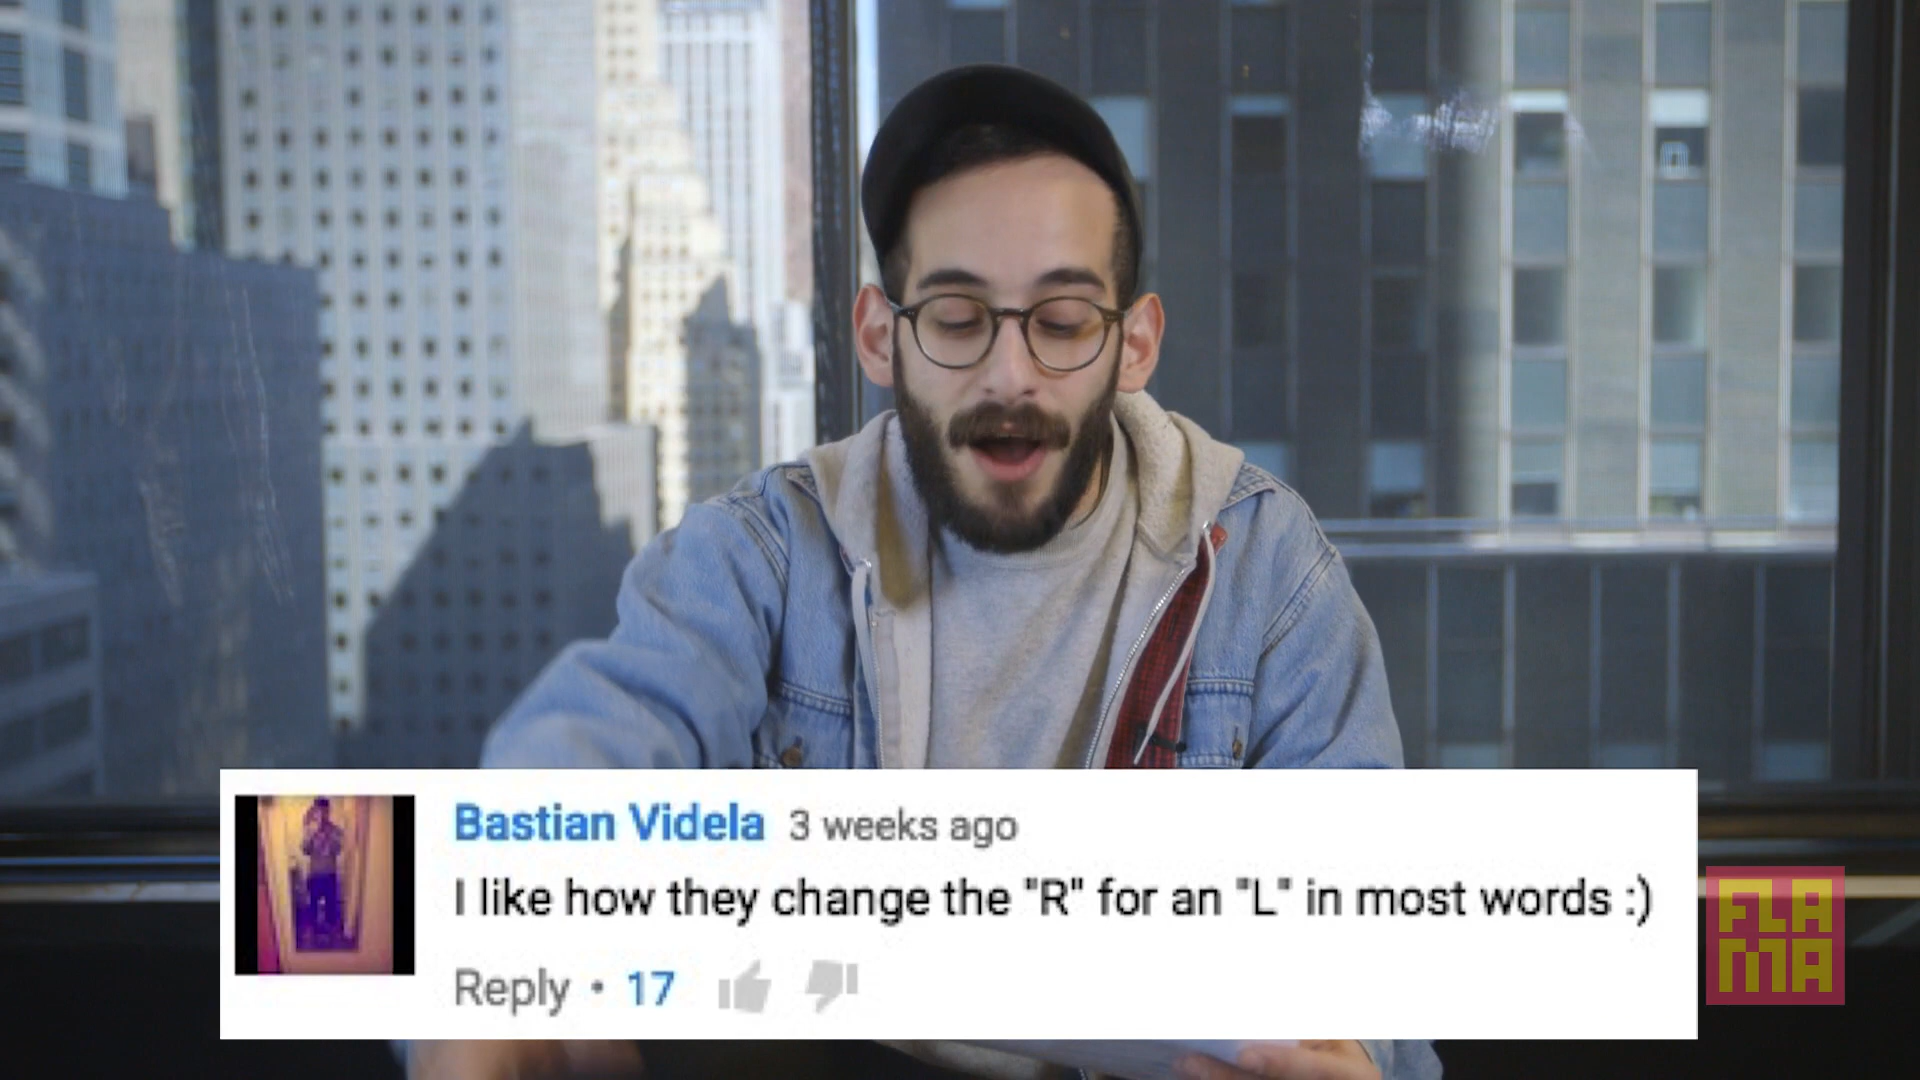 Bastian Videla 3 weeks ago
I like how they change the "R" for an "L" in most words :)
Reply • 17
FLA
MA